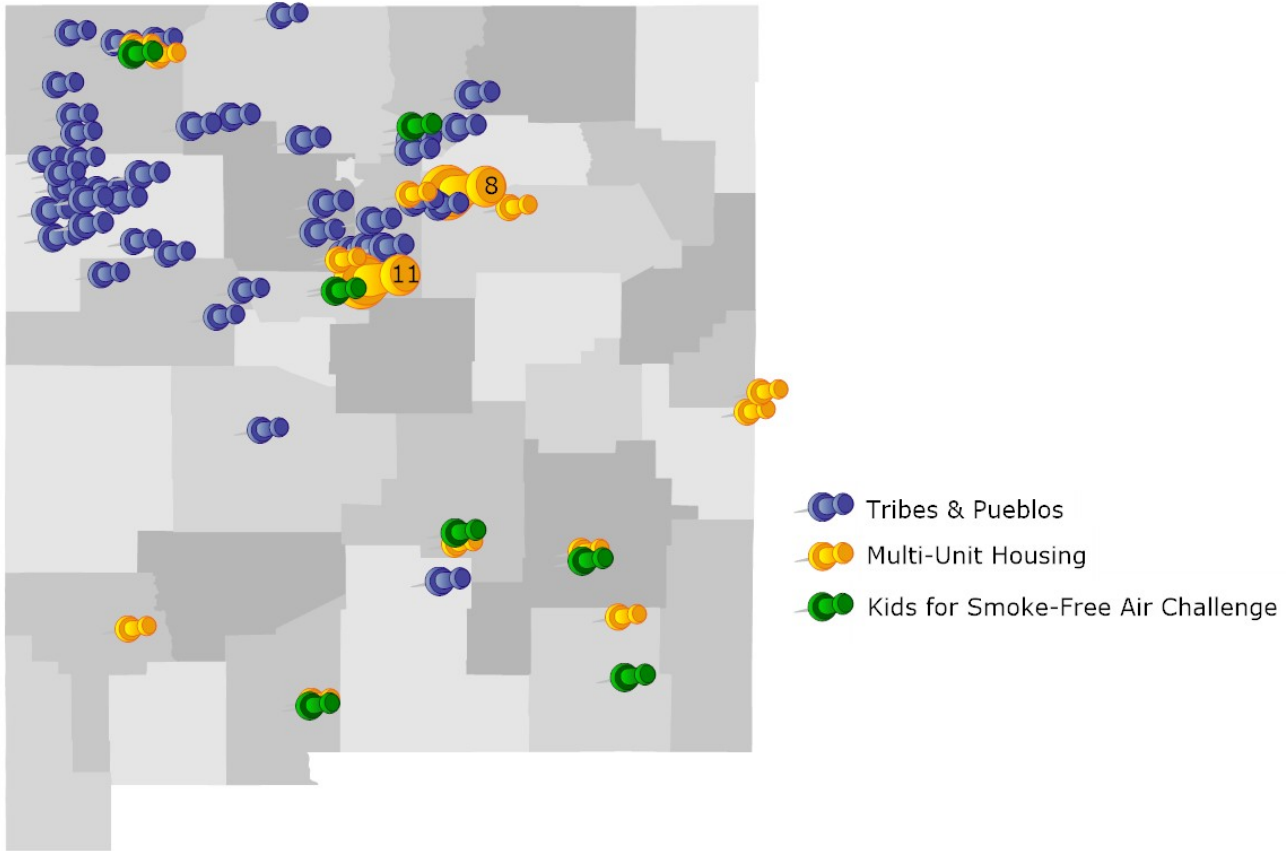 8
11
Tribes & Pueblos
Multi-Unit Housing
Kids for Smoke-Free Air Challenge